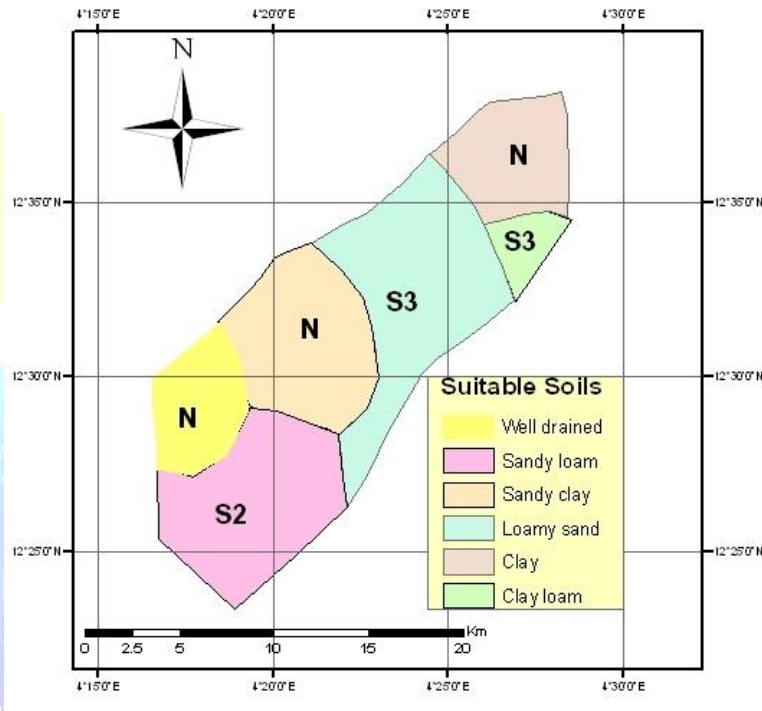 4°15'0"E 4°20'0"E 4°25'0"E 4°30'0"E
N
N
12°35'0"N 12°35'0"N
S3
S3
N
12°30'0"N 12°30'0"N
Suitable Soils
N
Well drained
Sandy loam
Sandy clay
S2
Loamy sand
12°25'0"N 12°25'0"N
Clay
Clay loam
Km
0 2.5 5 10 15 20
4°15'0"E 4°20'0"E 4°25'0"E 4°30'0"E